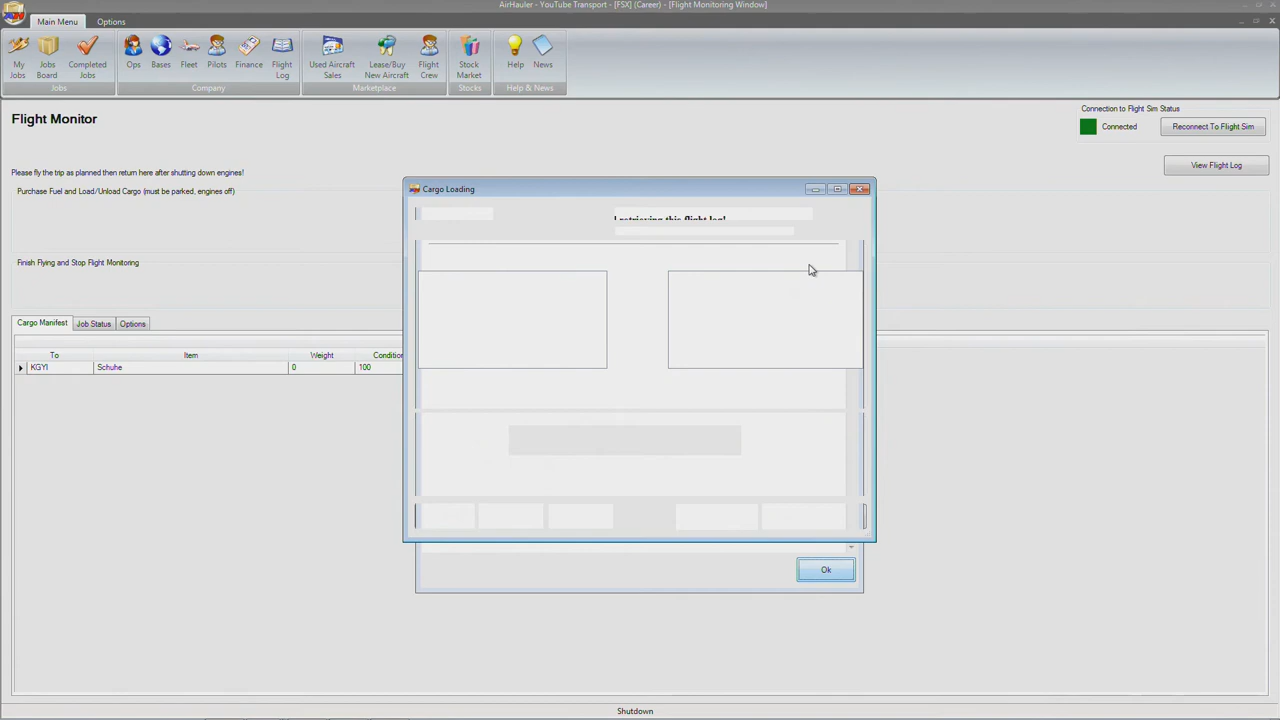 AirHauler - YouTube Transport - [FSX] (Career) - [Flight Monitoring Window]
Main Menu Options
My Jobs
Jobs Board
Completed Jobs
Ops
Bases
Fleet
Pilots
Finance
Flight Log
Used Aircraft Sales
Lease/Buy New Aircraft
Flight Crew
Stock Market
Help
News
Jobs
Company
Marketplace
Stocks
Help & News
Flight Monitor
Connection to Flight Sim Status
Connected
Reconnect To Flight Sim
View Flight Log
Please fly the trip as planned then return here after shutting down engines!
Purchase Fuel and Load/Unload Cargo (must be parked, engines off)
Cargo Loading
retrieving this flight log!
Finish Flying and Stop Flight Monitoring
Cargo Manifest Job Status Options
To Item Weight Conditio
KGYI Schuhe 0 100
Ok
Shutdown